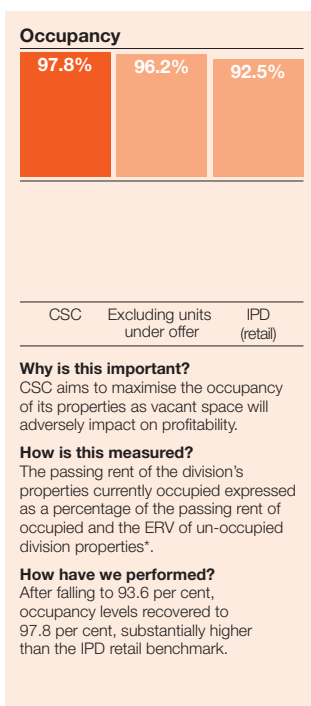 Occupancy
97.8%
96.2%
92.5%
CSC
Excluding units
under offer
IPD
(retail)
Why is this important?
CSC aims to maximise the occupancy
of its properties as vacant space will
adversely impact on profitability.
How is this measured?
The passing rent of the division’s
properties currently occupied expressed
as a percentage of the passing rent of
occupied and the ERV of un-occupied
division properties*.
How have we performed?
After falling to 93.6 per cent,
occupancy levels recovered to
97.8 per cent, substantially higher
than the IPD retail benchmark.